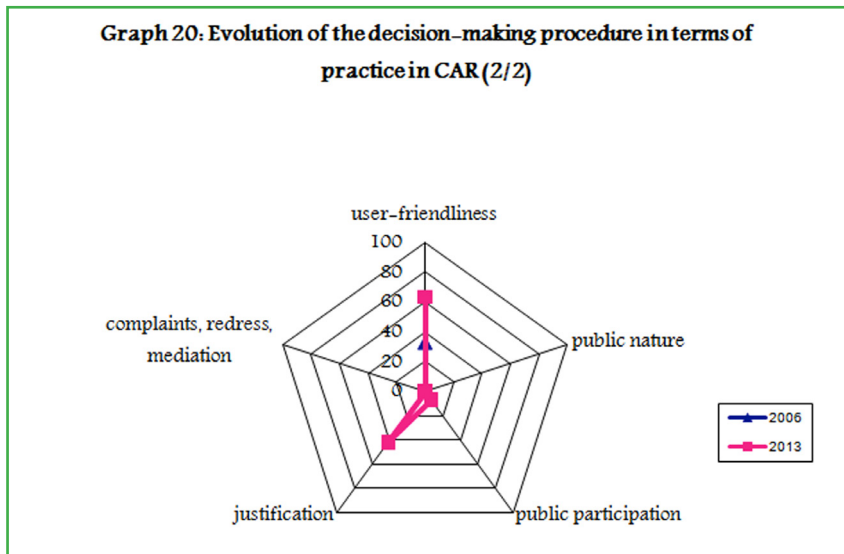 Graph 20: Evolution of the decision-making procedure in terms of
practice in CAR (2/2)
user-friendliness
100
80
60
40
20
0
complaints, redress,
mediation
public nature
2006
2013
justification
public participation